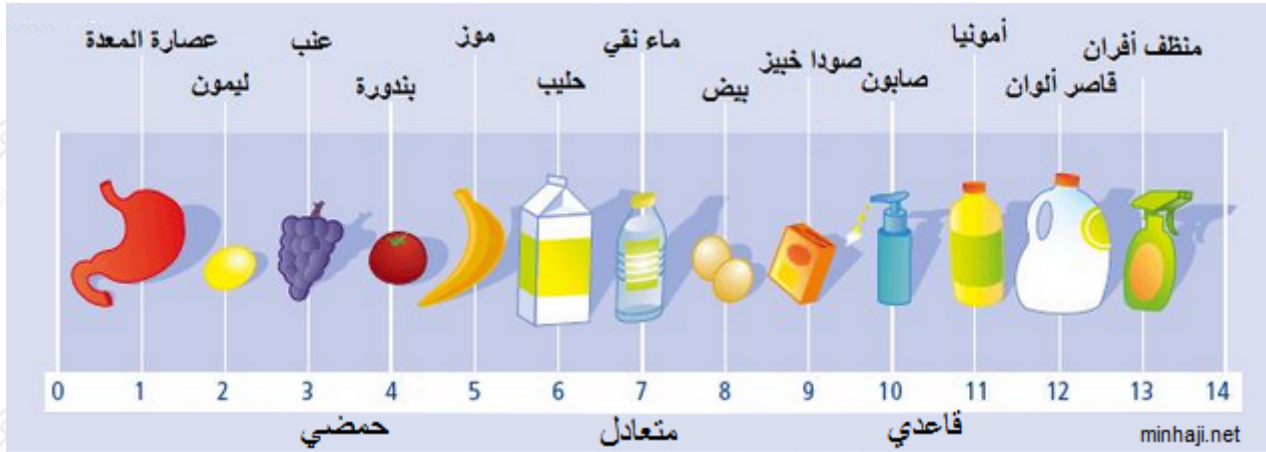 عصارة المعدة
ليمون
عنب
بندورة
موز
حليب
ماء نقي
بيض
صودا خبيز
صابون
أمونيا
قاصر ألوان
منظف أفران
0 1 2 3 4 5 6 7 8 9 10 11 12 13 14
حمضي متعادل قاعدي
minhaji.net